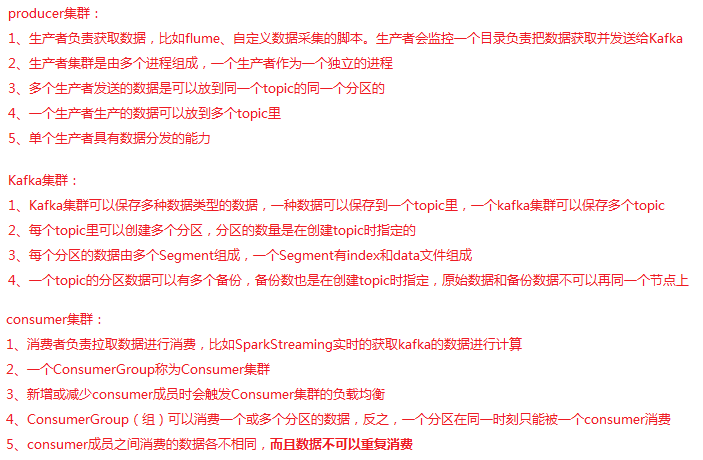 producer集群：
1、生产者负责获取数据，比如flume、自定义数据采集的脚本。生产者会监控一个目录负责把数据获取并发送给Kafka
2、生产者集群是由多个进程组成，一个生产者作为一个独立的进程
3、多个生产者发送的数据是可以放到同一个topic的同一个分区的
4、一个生产者生产的数据可以放到多个topic里
5、单个生产者具有数据分发的能力
Kafka集群：
1、Kafka集群可以保存多种数据类型的数据，一种数据可以保存到一个topic里，一个kafka集群可以保存多个topic
2、每个topic里可以创建多个分区，分区的数量是在创建topic时指定的
3、每个分区的数据由多个Segment组成，一个Segment有index和data文件组成
4、一个topic的分区数据可以有多个备份，备份数也是在创建topic时指定，原始数据和备份数据不可以再同一个节点上
consumer集群：
1、消费者负责拉取数据进行消费，比如SparkStreaming实时的获取kafka的数据进行计算
2、一个ConsumerGroup称为Consumer集群
3、新增或减少consumer成员时会触发Consumer集群的负载均衡
4、ConsumerGroup（组）可以消费一个或多个分区的数据，反之，一个分区在同一时刻只能被一个consumer消费
5、consumer成员之间消费的数据各不相同，而且数据不可以重复消费